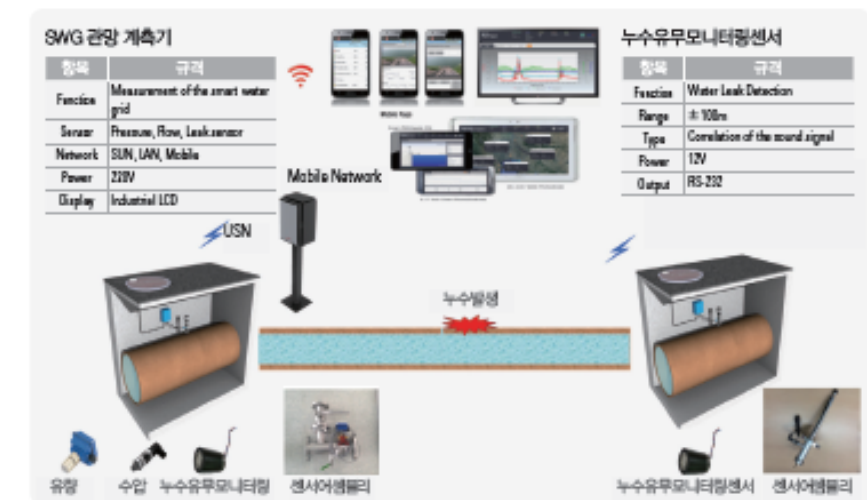 SWG 관망 계측기
항목 규격
Function Measurement of the smart water
grid
Sensor Pressure, Flow, Leak sensor
Network SUN, LAN, Mobile
Power 220V
Display Industrial LCD
Mobile App
Mobile Network
누수유무모니터링센서
항목 규격
Function Water Leak Detection
Range ± 100m
Type Correlation of the sound signal
Power 12V
Output RS-232
USN
누수발생
유량
수압
누수유무모니터링
센서어셈블리
누수유무모니터링센서
센서어셈블리